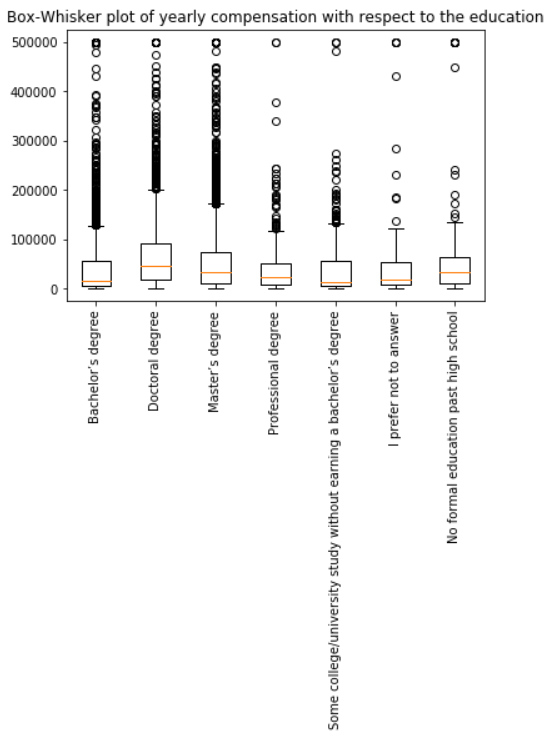 Box-Whisker plot of yearly compensation with respect to the education
500000
400000
300000
200000
100000
0
Bachelor’s degree
Doctoral degree
Master’s degree
Professional degree
Some college/university study without earning a bachelor’s degree
I prefer not to answer
No formal education past high school